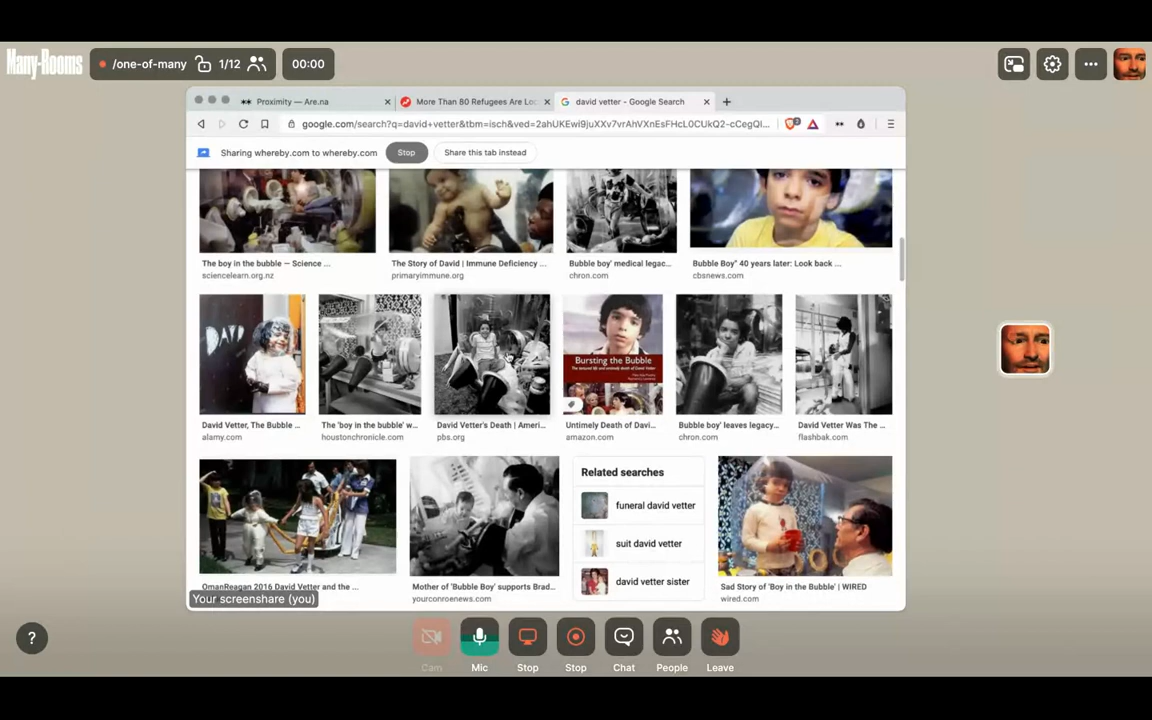 Many-Rooms
/one-of-many
1/12
00:00
Proximity — Are.na
More Than 80 Refugees Are Loc
david vetter - Google Search
google.com/search?q=david+vetter&tbm=isch&ved=2ahUKEwi9juXXv7vrAhVXnEsFHcL0CUkQ2-cCegQI...
Sharing whereby.com to whereby.com
Stop
Share this tab instead
The boy in the bubble — Science ...
sciencelearn.org.nz
The Story of David | Immune Deficiency ...
primaryimmune.org
Bubble boy' medical legac...
chron.com
Bubble Boy" 40 years later: Look back ...
cbsnews.com
DAVID
Bursting the Bubble
David Vetter, The Bubble ...
alamy.com
The 'boy in the bubble' w...
houstonchronicle.com
David Vetter's Death | Ameri...
pbs.org
Untimely Death of Davi...
amazon.com
Bubble boy' leaves legacy...
chron.com
David Vetter Was The ...
flashbak.com
Related searches
funeral david vetter
suit david vetter
david vetter sister
OmanReagan 2016 David Vetter and the ...
Mother of 'Bubble Boy' supports Brad...
yourconroenews.com
Sad Story of 'Boy in the Bubble' | WIRED
wired.com
Your screenshare (you)
?
Cam
Mic
Stop
Stop
Chat
People
Leave